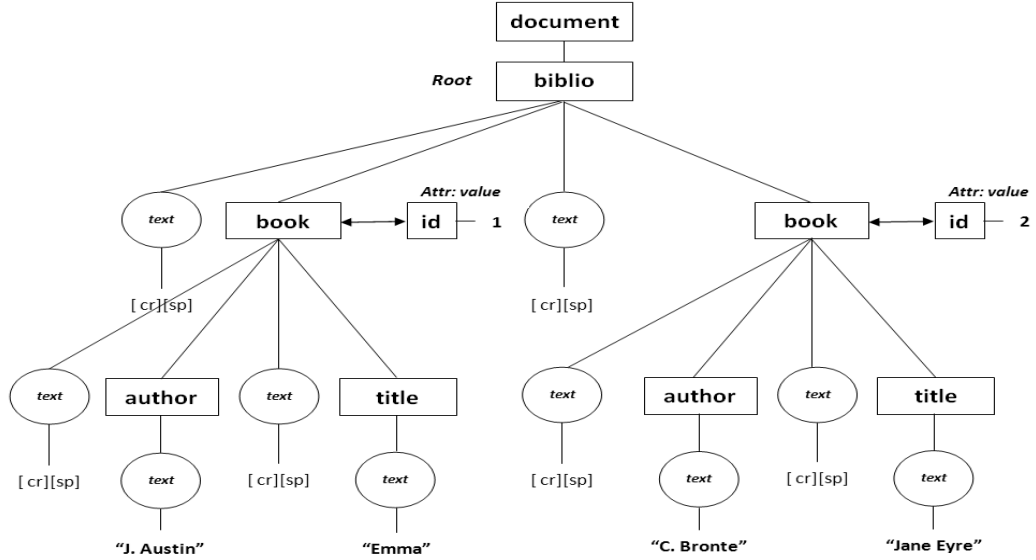 document
Root biblio
Attr: value Attr: value
text book id 1 text book id 2
[cr][sp] [cr][sp]
text author text title text author text title
[cr][sp] text [cr][sp] text [cr][sp] text [cr][sp] text
“J. Austin” “Emma” “C. Bronte” “Jane Eyre”